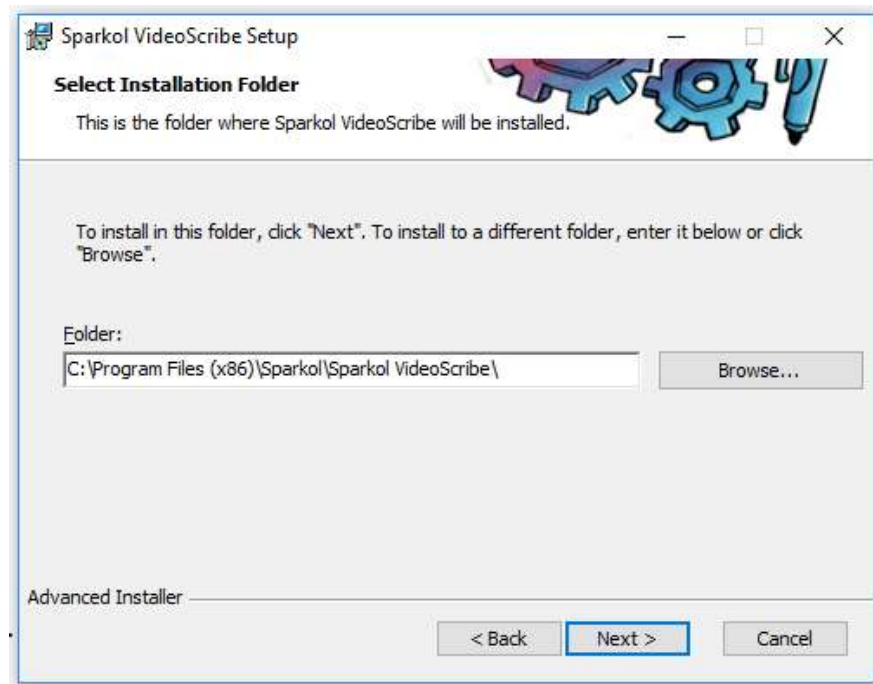 Sparkol VideoScribe Setup
Select Installation Folder
This is the folder where Sparkol VideoScribe will be installed.
To install in this folder, click "Next". To install to a different folder, enter it below or click
"Browse".
Folder:
C:\Program Files (x86)\Sparkol\Sparkol VideoScribe\
Browse...
Advanced Installer
< Back
Next >
Cancel